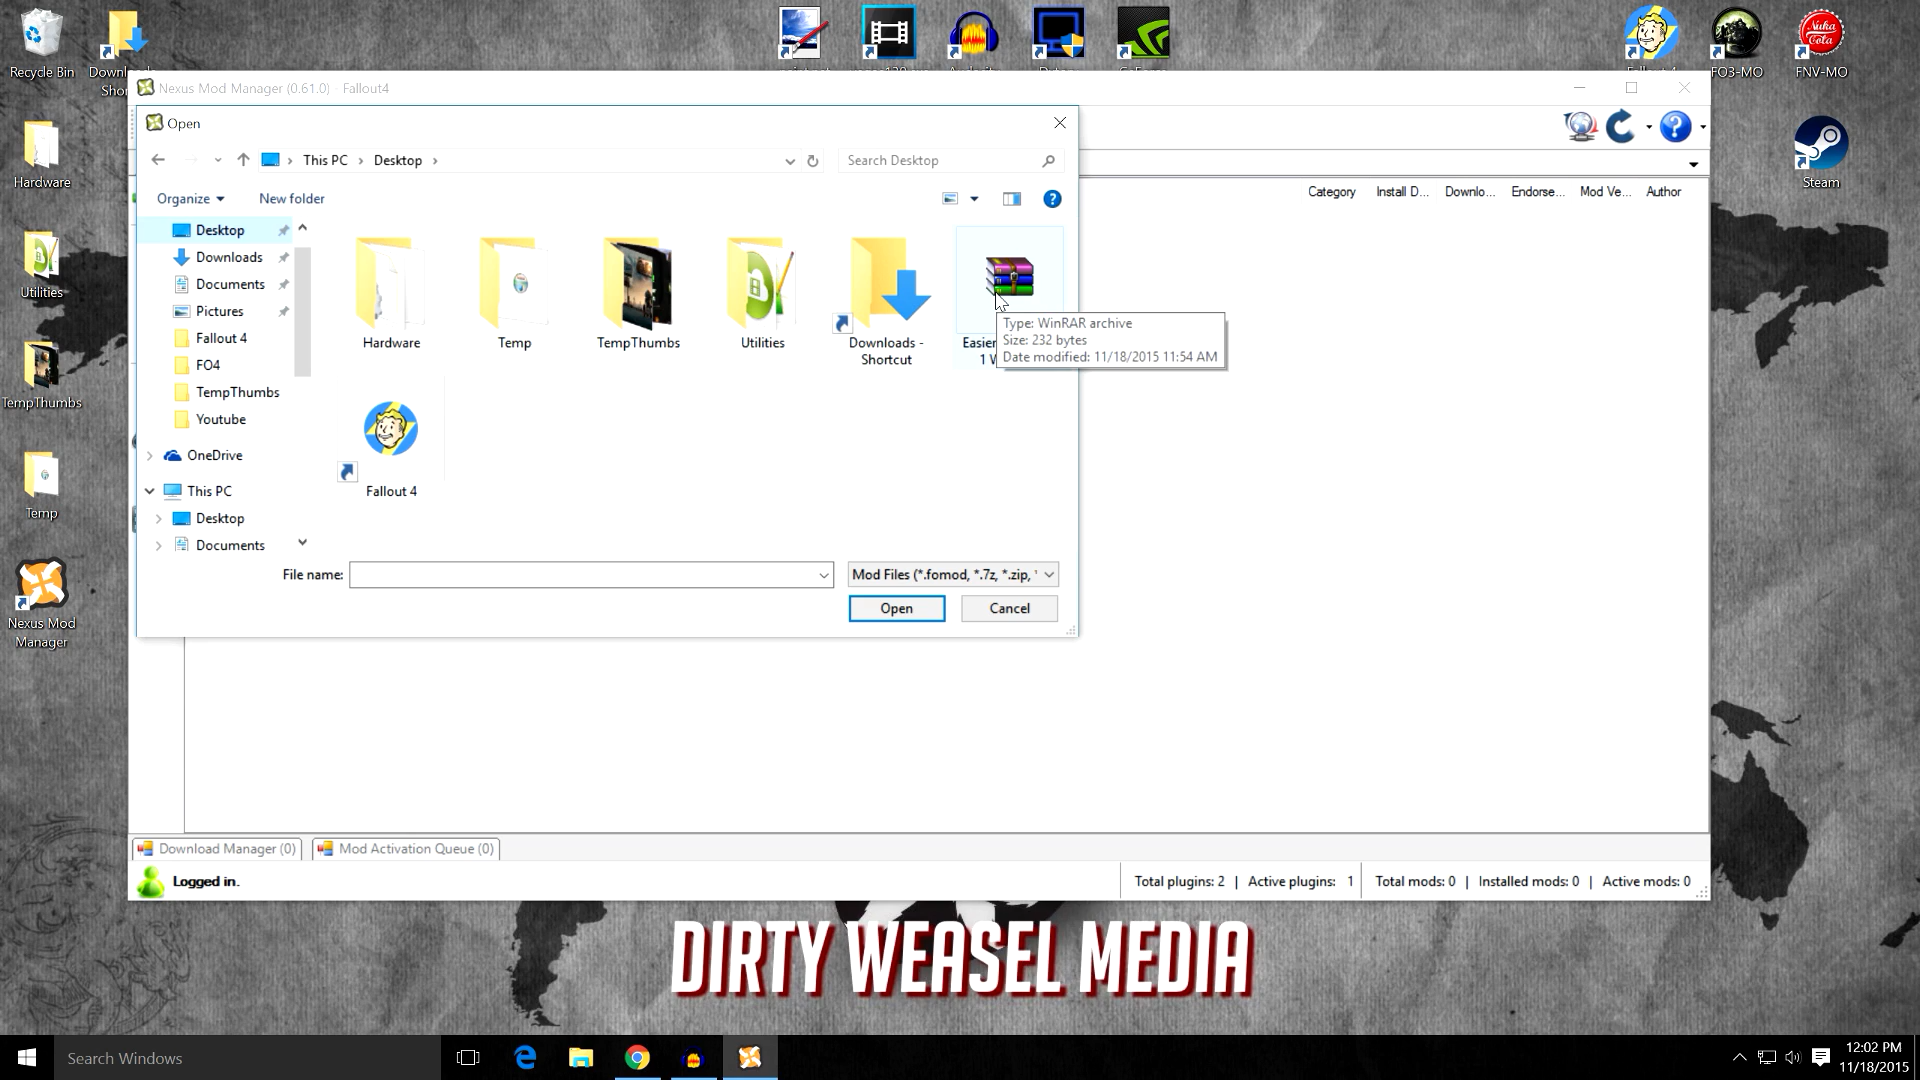 Recycle Bin
Nexus Mod Manager (0.61.0) - Fallout4
FO3-MO
FNV-MO
Open
This PC
Desktop
Search Desktop
Organize
New folder
Category
Install D...
Downlo...
Endorse...
Mod Ve...
Author
Hardware
Steam
Desktop
Downloads
Documents
Pictures
Fallout 4
FO4
TempThumbs
Youtube
OneDrive
This PC
Desktop
Documents
Hardware
Temp
TempThumbs
Utilities
Downloads -
Shortcut
Easier
Type: WinRAR archive
Size: 232 bytes
Date modified: 11/18/2015 11:54 AM
Fallout 4
Utilities
TempThumbs
Temp
Nexus Mod
Manager
File name:
Mod Files (*.fomod, *.7z, *.zip,
Open
Cancel
Download Manager (0)
Mod Activation Queue (0)
Logged in.
Total plugins: 2 | Active plugins: 1
Total mods: 0 | Installed mods: 0 | Active mods: 0
DIRTY WEASEL MEDIA
Search Windows
12:02 PM
11/18/2015
Nuka
Cola